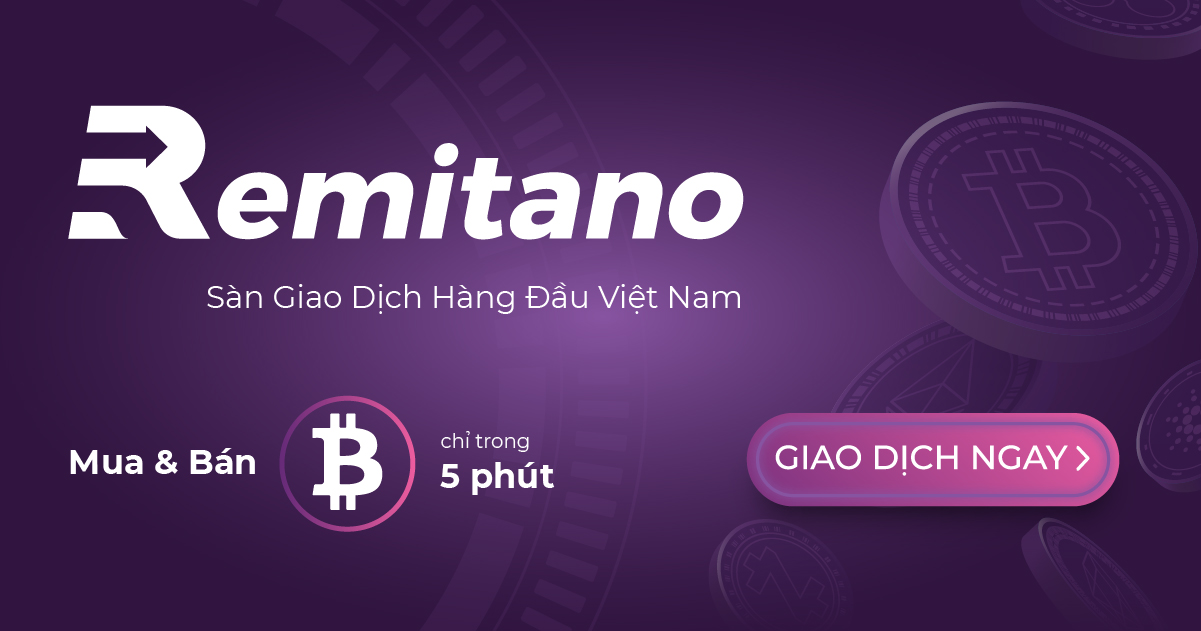 Remitano
Sàn Giao Dịch Hàng Đầu Việt Nam
Mua & Bán
chỉ trong
5 phút
GIAO DỊCH NGAY